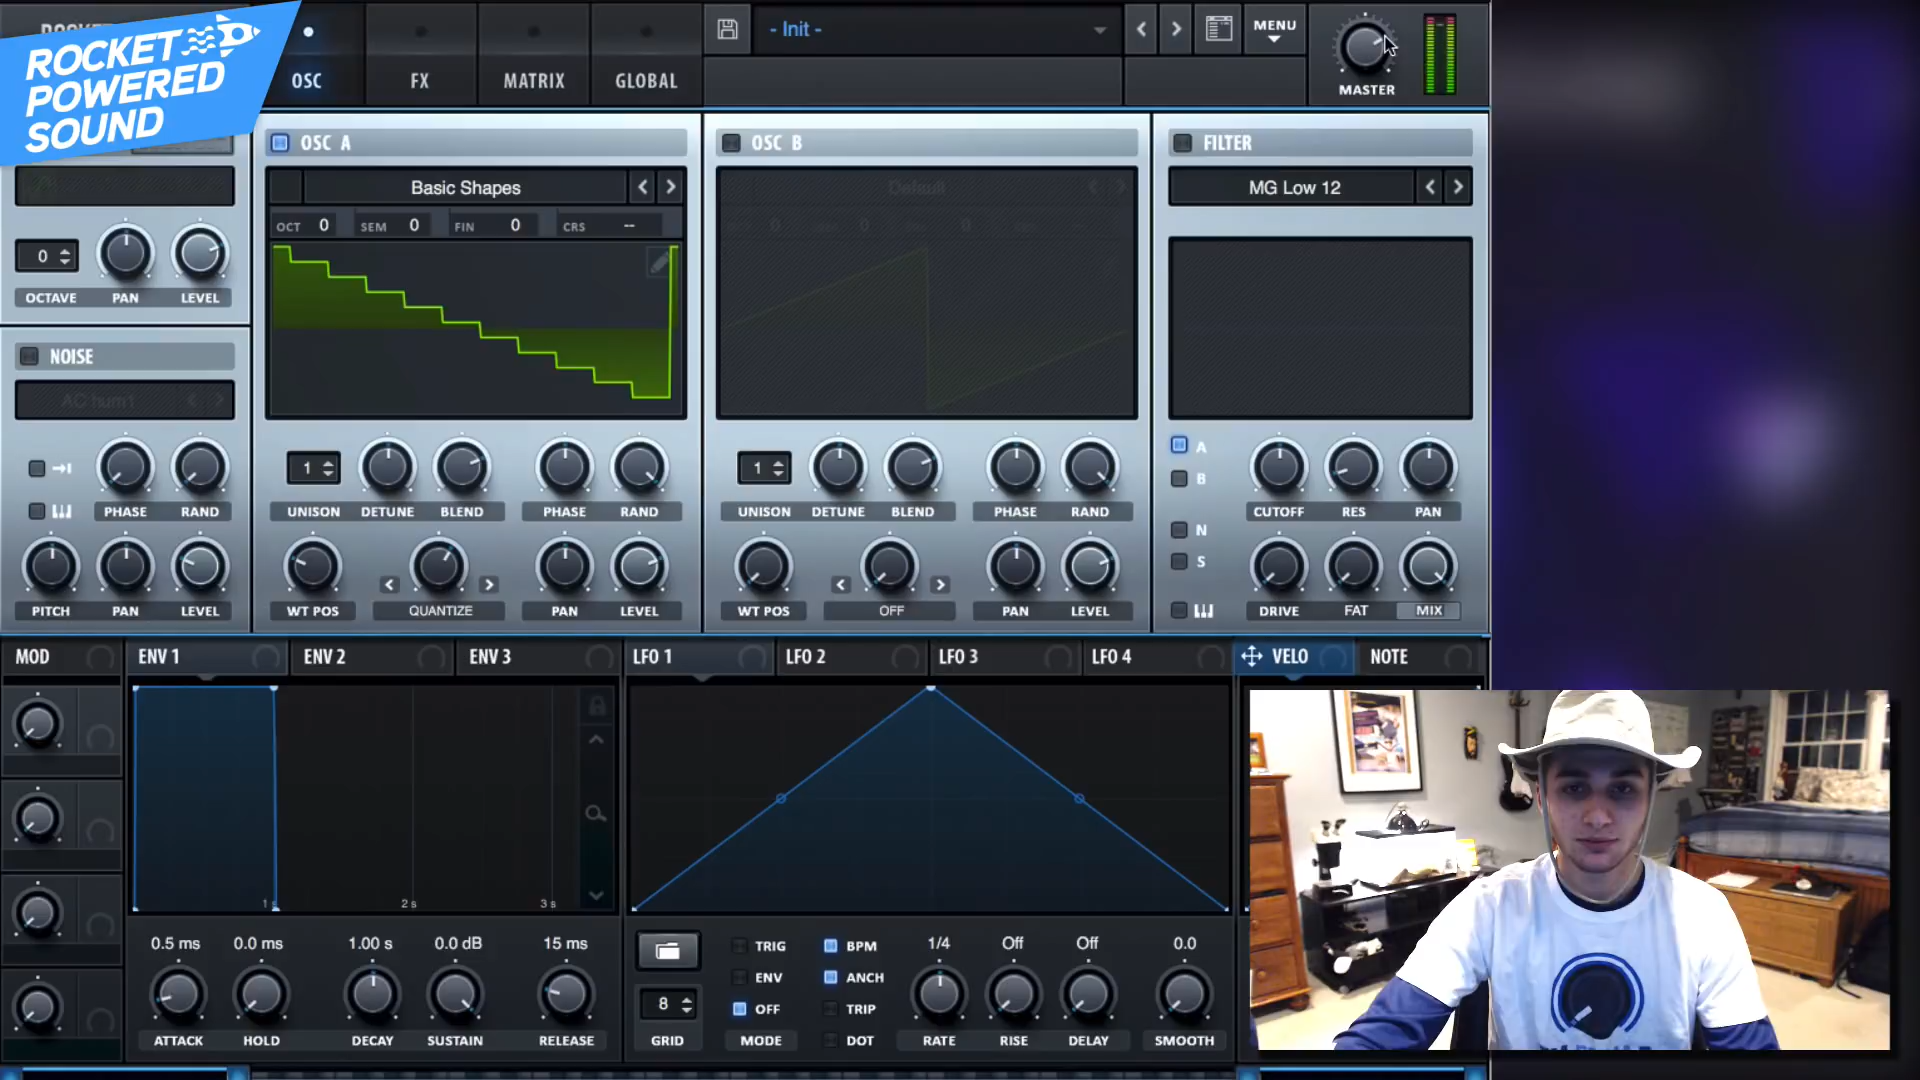 ROCKET
POWERED
SOUND
OSC
FX
MATRIX
GLOBAL
- Init -
MENU
MASTER
OSC A
OSC B
FILTER
Basic Shapes
Default
MG Low 12
OCT 0 SEM 0 FIN 0 CRS --
0
OCTAVE PAN LEVEL
NOISE
AC hum1
1
1
A
B
N
S
PHASE RAND
UNISON DETUNE BLEND PHASE RAND
UNISON DETUNE BLEND PHASE RAND
CUTOFF RES PAN
PITCH PAN LEVEL
WT POS QUANTIZE PAN LEVEL
WT POS OFF PAN LEVEL
DRIVE FAT MIX
MOD ENV 1 ENV 2 ENV 3 LFO 1 LFO 2 LFO 3 LFO 4 VELO NOTE
2 s 3 s
0.5 ms 0.0 ms 1.00 s 0.0 dB 15 ms
ATTACK HOLD DECAY SUSTAIN RELEASE
8
GRID
TRIG BPM
ENV ANCH
OFF TRIP
MODE DOT
1/4 Off Off 0.0
RATE RISE DELAY SMOOTH